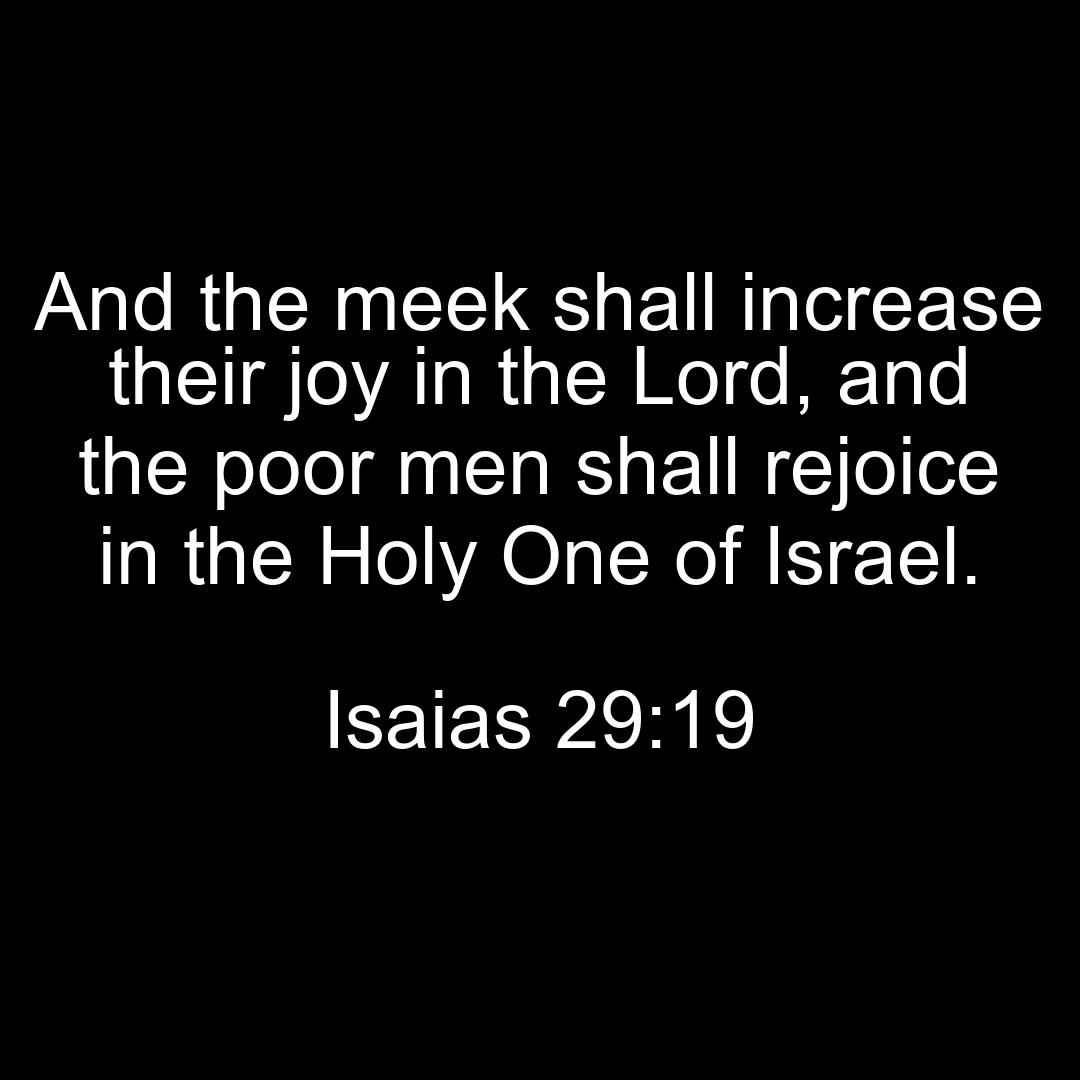 And the meek shall increase
their joy in the Lord, and
the poor men shall rejoice
in the Holy One of Israel.
Isaias 29:19